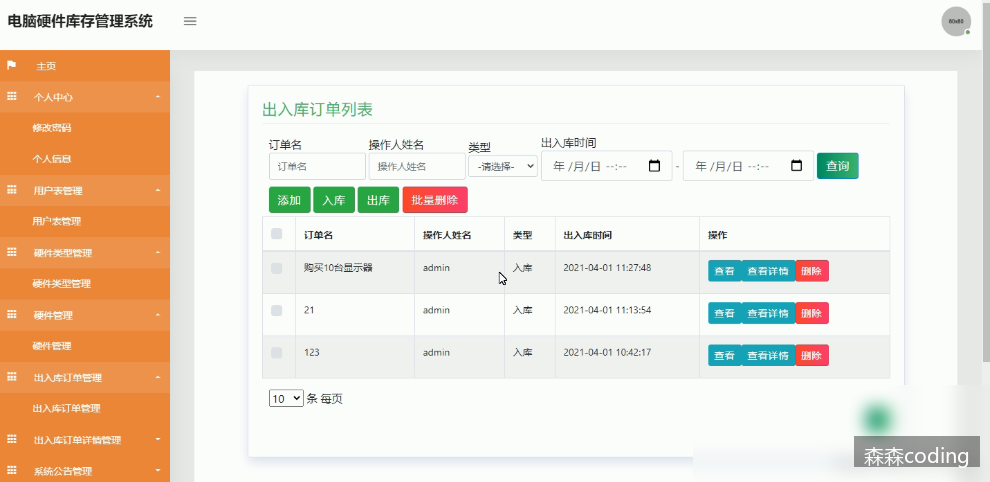 电脑硬件库存管理系统
60x60
主页
个人中心
修改密码
个人信息
用户表管理
用户表管理
硬件类型管理
硬件类型管理
硬件管理
硬件管理
出入库订单管理
出入库订单管理
出入库订单详情管理
系统公告管理
出入库订单列表
订单名 操作人姓名 类型 出入库时间
订单名 操作人姓名 -请选择- 年 /月/日 --:-- - 年 /月/日 --:-- 查询
添加 入库 出库 批量删除
订单名 操作人姓名 类型 出入库时间 操作
购买10台显示器 admin 入库 2021-04-01 11:27:48 查看 查看详情 删除
21 admin 入库 2021-04-01 11:13:54 查看 查看详情 删除
123 admin 入库 2021-04-01 10:42:17 查看 查看详情 删除
10 条 每页
森森coding